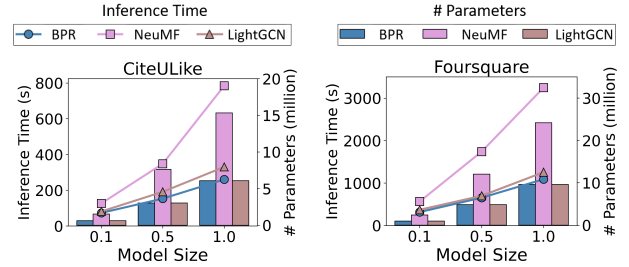 Inference Time
BPR NeuMF LightGCN
# Parameters
BPR NeuMF LightGCN
CiteULike
Inference Time (s)
800
600
400
200
0
20
15
10
5
0
# Parameters (million)
0.1 0.5 1.0
Model Size
Foursquare
Inference Time (s)
3000
2000
1000
0
30
20
10
0
# Parameters (million)
0.1 0.5 1.0
Model Size